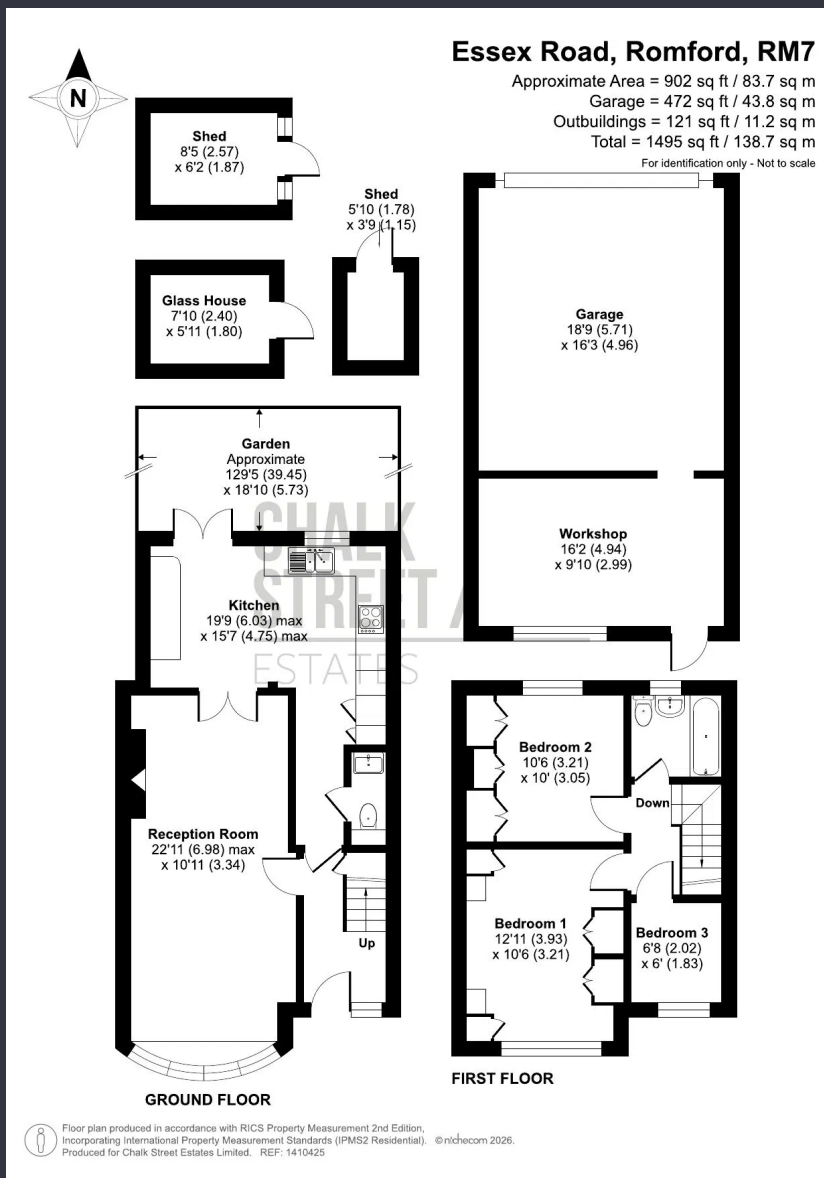 Essex Road, Romford, RM7
Approximate Area = 902 sq ft / 83.7 sq m
Garage = 472 sq ft / 43.8 sq m
Outbuildings = 121 sq ft / 11.2 sq m
Total = 1495 sq ft / 138.7 sq m
For identification only - Not to scale
N
Shed
8'5 (2.57)
x 6'2 (1.87)
Shed
5'10 (1.78)
x 3'9 (1.15)
Glass House
7'10 (2.40)
x 5'11 (1.80)
Garage
18'9 (5.71)
x 16'3 (4.96)
Garden
Approximate
129'5 (39.45)
x 18'10 (5.73)
Workshop
16'2 (4.94)
x 9'10 (2.99)
CHALK
STREET
ESTATES
Kitchen
19'9 (6.03) max
x 15'7 (4.75) max
Bedroom 2
10'6 (3.21)
x 10' (3.05)
Down
Reception Room
22'11 (6.98) max
x 10'11 (3.34)
Up
Bedroom 1
12'11 (3.93)
x 10'6 (3.21)
Bedroom 3
6'8 (2.02)
x 6' (1.83)
GROUND FLOOR
FIRST FLOOR
Floor plan produced in accordance with RICS Property Measurement 2nd Edition,
Incorporating International Property Measurement Standards (IPMS2 Residential). © nichecom 2026.
Produced for Chalk Street Estates Limited. REF: 1410425